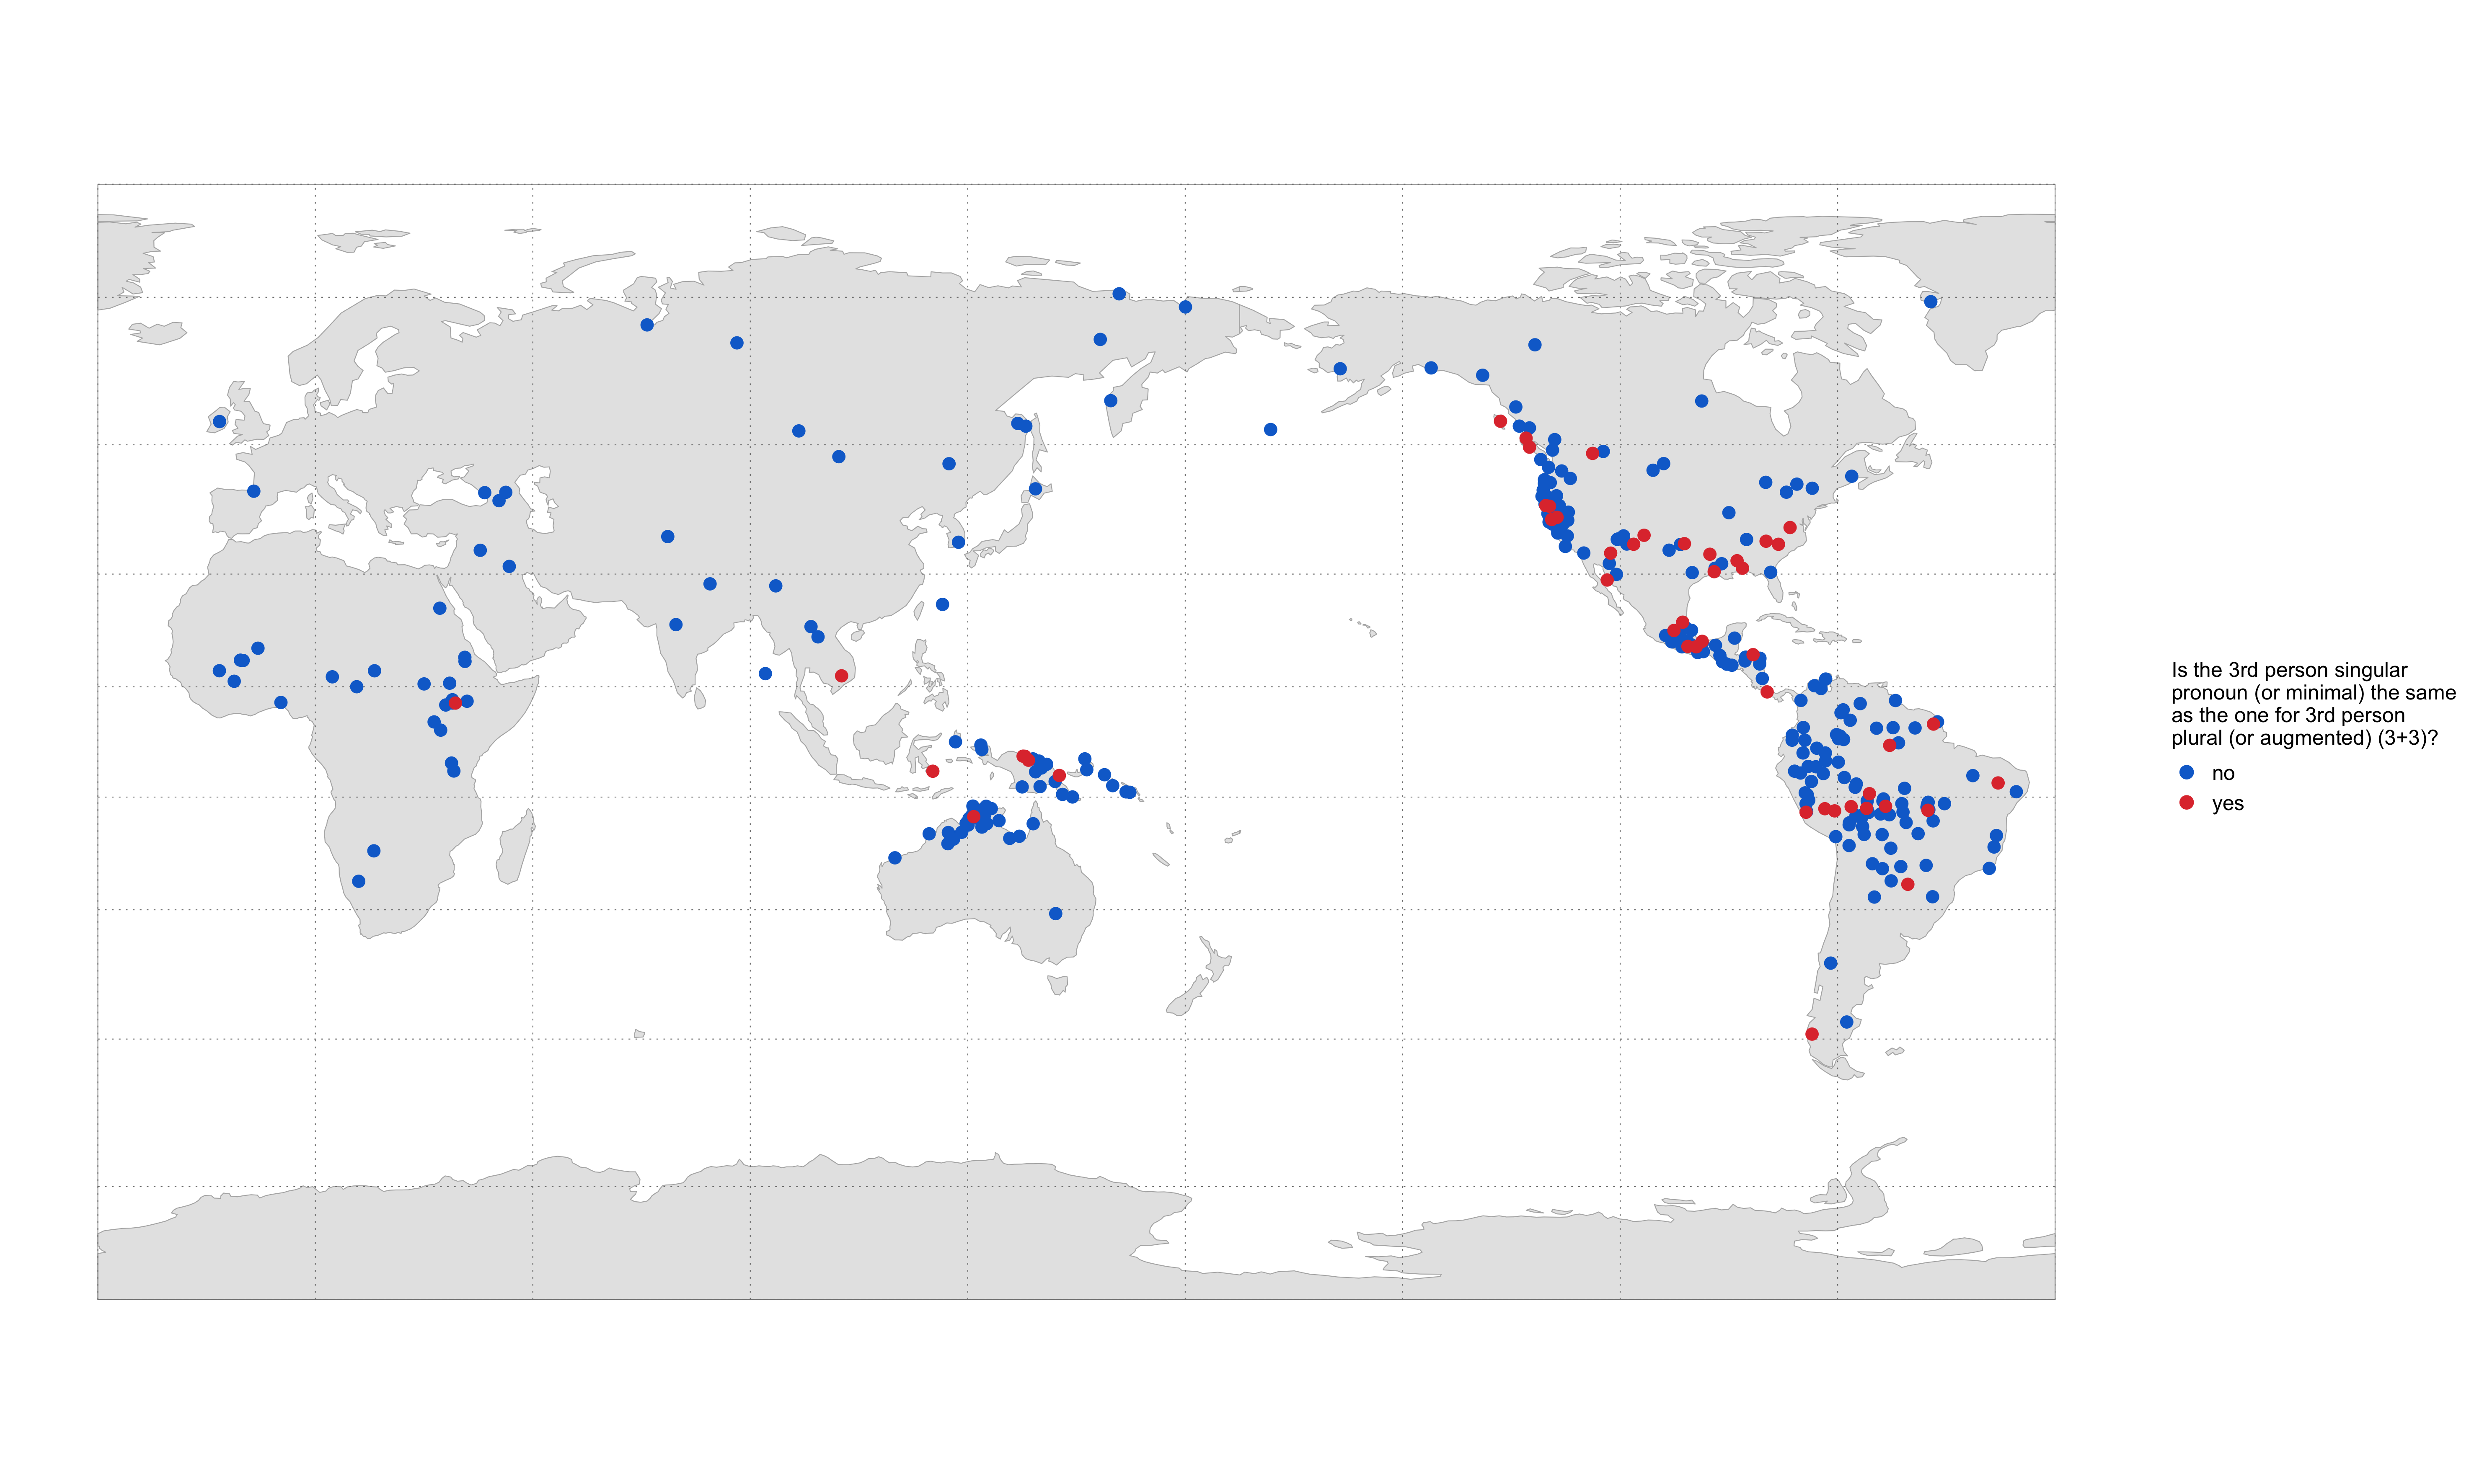 Is the 3rd person singular
pronoun (or minimal) the same
as the one for 3rd person
plural (or augmented) (3+3)?
no
yes